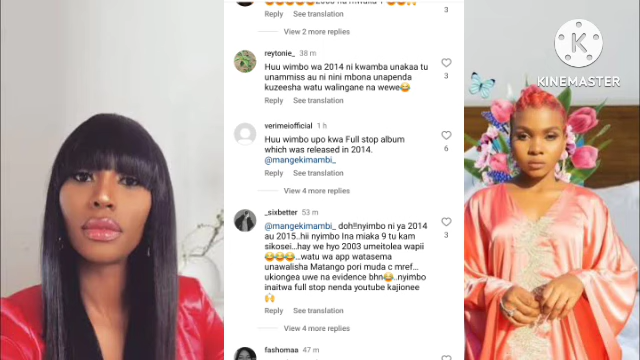 Reply See translation
3
View 2 more replies
reytonie_ 38 m
Huu wimbo wa 2014 ni kwamba unakaa tu
unammiss au ni nini mbona unapenda
kuzeesha watu walingane na wewe😂
3
Reply See translation
verimeiofficial 1 h
Huu wimbo upo kwa Full stop album
which was released in 2014.
@mangekimambi_
6
Reply See translation
View 4 more replies
_sixbetter 53 m
@mangekimambi_ doh!!nyimbo ni ya 2014
au 2015..hii nyimbo Ina miaka 9 tu kam
sikosei...hay we hyo 2003 umeitolea wapii
😂😂😂..watu wa app watasema
unawalisha Matango pori muda c mref..
ukiongea uwe na evidence bhn😂..nyimbo
inaitwa full stop nenda youtube kajionee
🙌
3
Reply See translation
View 4 more replies
fashomaa 47 m
K
KINEMASTER